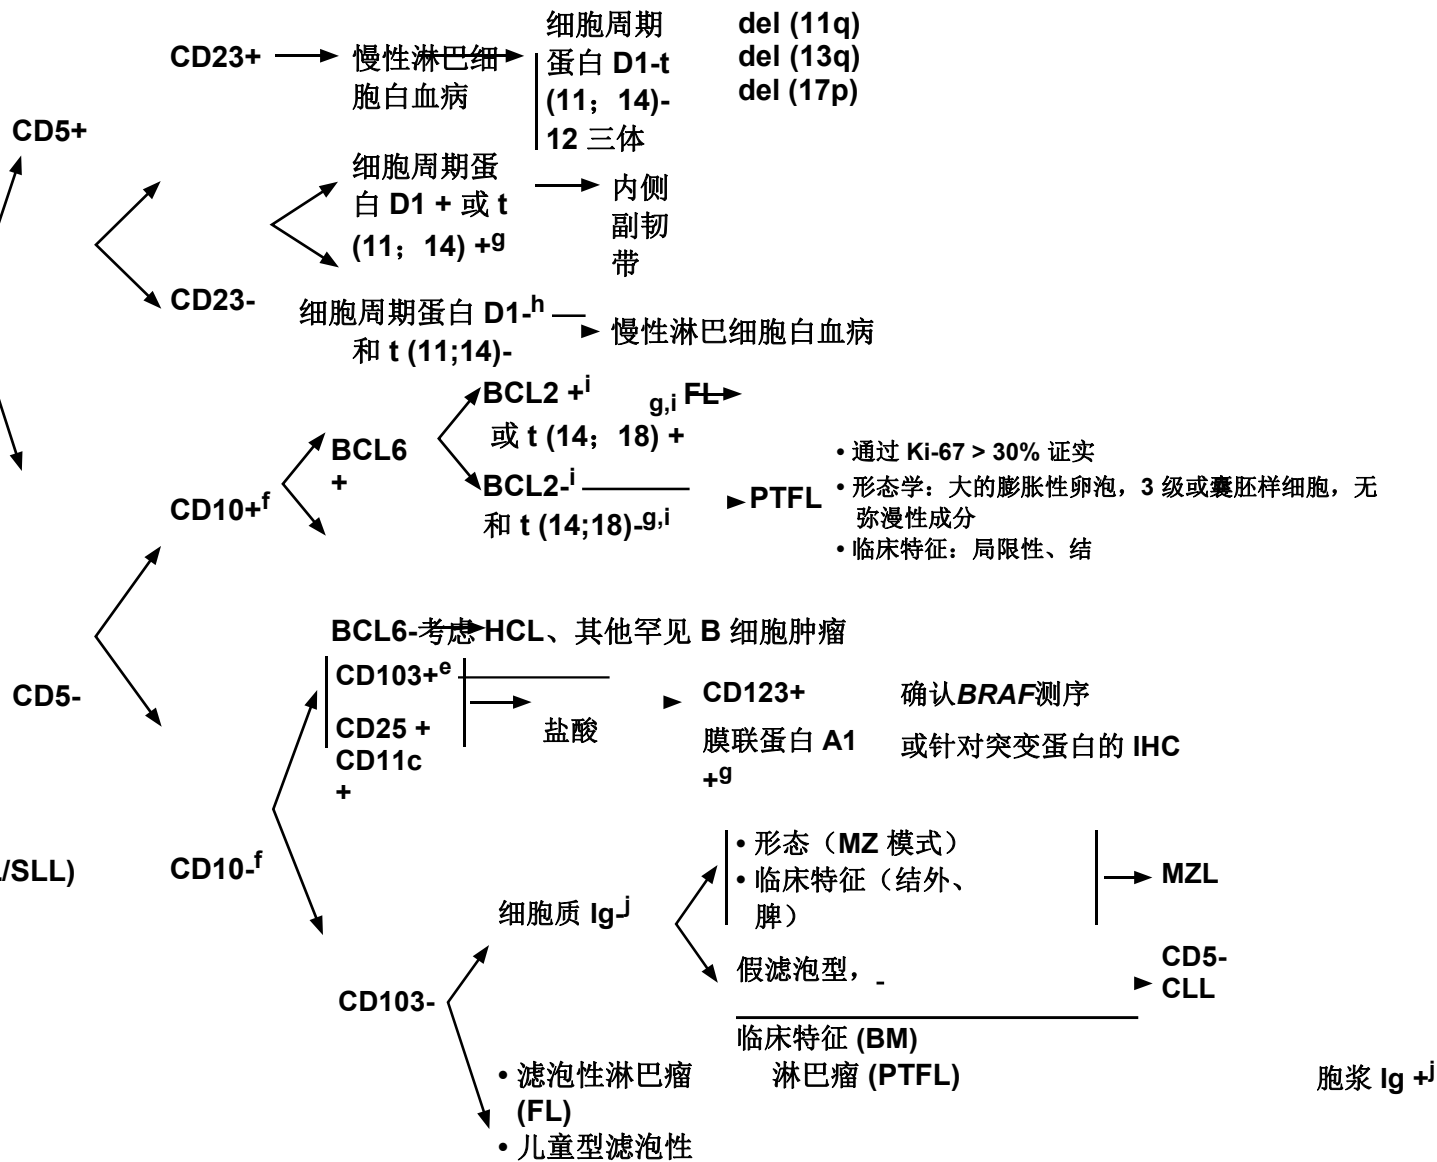 CD5+
CD23+
慢性淋巴细
胞白血病
细胞周期
蛋白 D1-t
(11；14)-
12 三体
del (11q)
del (13q)
del (17p)
细胞周期蛋
白 D1 + 或 t
(11；14) +g
内侧
副韧
带
CD23-
细胞周期蛋白 D1-h
和 t (11;14)-
慢性淋巴细胞白血病
CD5-
CD10+f
BCL6
+
BCL2 +i
或 t (14；18) +
g,i FL
BCL2-i
和 t (14;18)-g,i
PTFL
• 通过 Ki-67 > 30% 证实
• 形态学：大的膨胀性卵泡，3 级或囊胚样细胞，无
弥漫性成分
• 临床特征：局限性、结
BCL6-考虑 HCL、其他罕见 B 细胞肿瘤
CD103+e
CD25 +
CD11c
+
盐酸
CD123+
膜联蛋白 A1
+g
确认BRAF测序
或针对突变蛋白的 IHC
/SLL)
CD10-f
CD103-
细胞质 Ig-j
• 形态（MZ 模式）
• 临床特征（结外、
脾）
MZL
假滤泡型，
临床特征 (BM)
CD5-
CLL
• 滤泡性淋巴瘤
(FL)
• 儿童型滤泡性
淋巴瘤 (PTFL)
胞浆 Ig +j